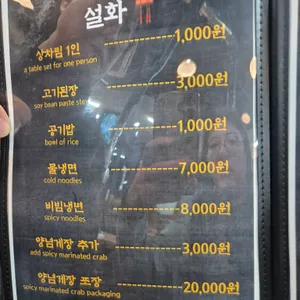 설화
상차림 1인 1,000원
a table set for one person
고기된장 3,000원
soy bean paste stew
공기밥 1,000원
bowl of rice
물냉면 7,000원
cold noodles
비빔냉면 8,000원
spicy noodles
양념게장 추가 3,000원
add spicy marinated crab
양념게장 포장 20,000원
spicy marinated crab packaging